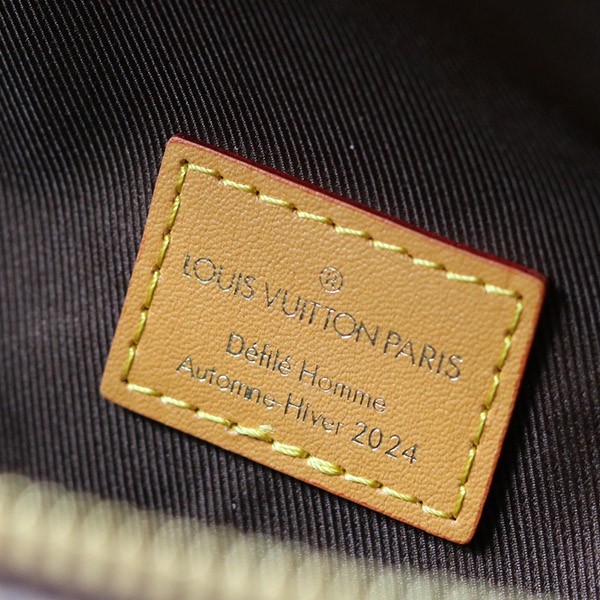 LOUIS VUITTON PARIS
Défilé Homme
Automne-Hiver 2024